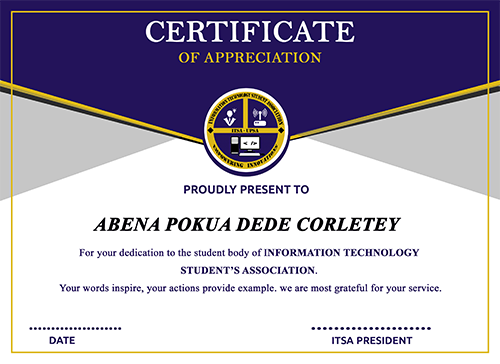 CERTIFICATE
OF APPRECIATION
INFORMATION TECHNOLOGY STUDENT ASSOCIATION
ITSA - UPSA
EMPOWERING INNOVATIONS
PROUDLY PRESENT TO
ABENA POKUA DEDE CORLETEY
For your dedication to the student body of INFORMATION TECHNOLOGY
STUDENT'S ASSOCIATION.
Your words inspire, your actions provide example. we are most grateful for your service.
DATE
ITSA PRESIDENT